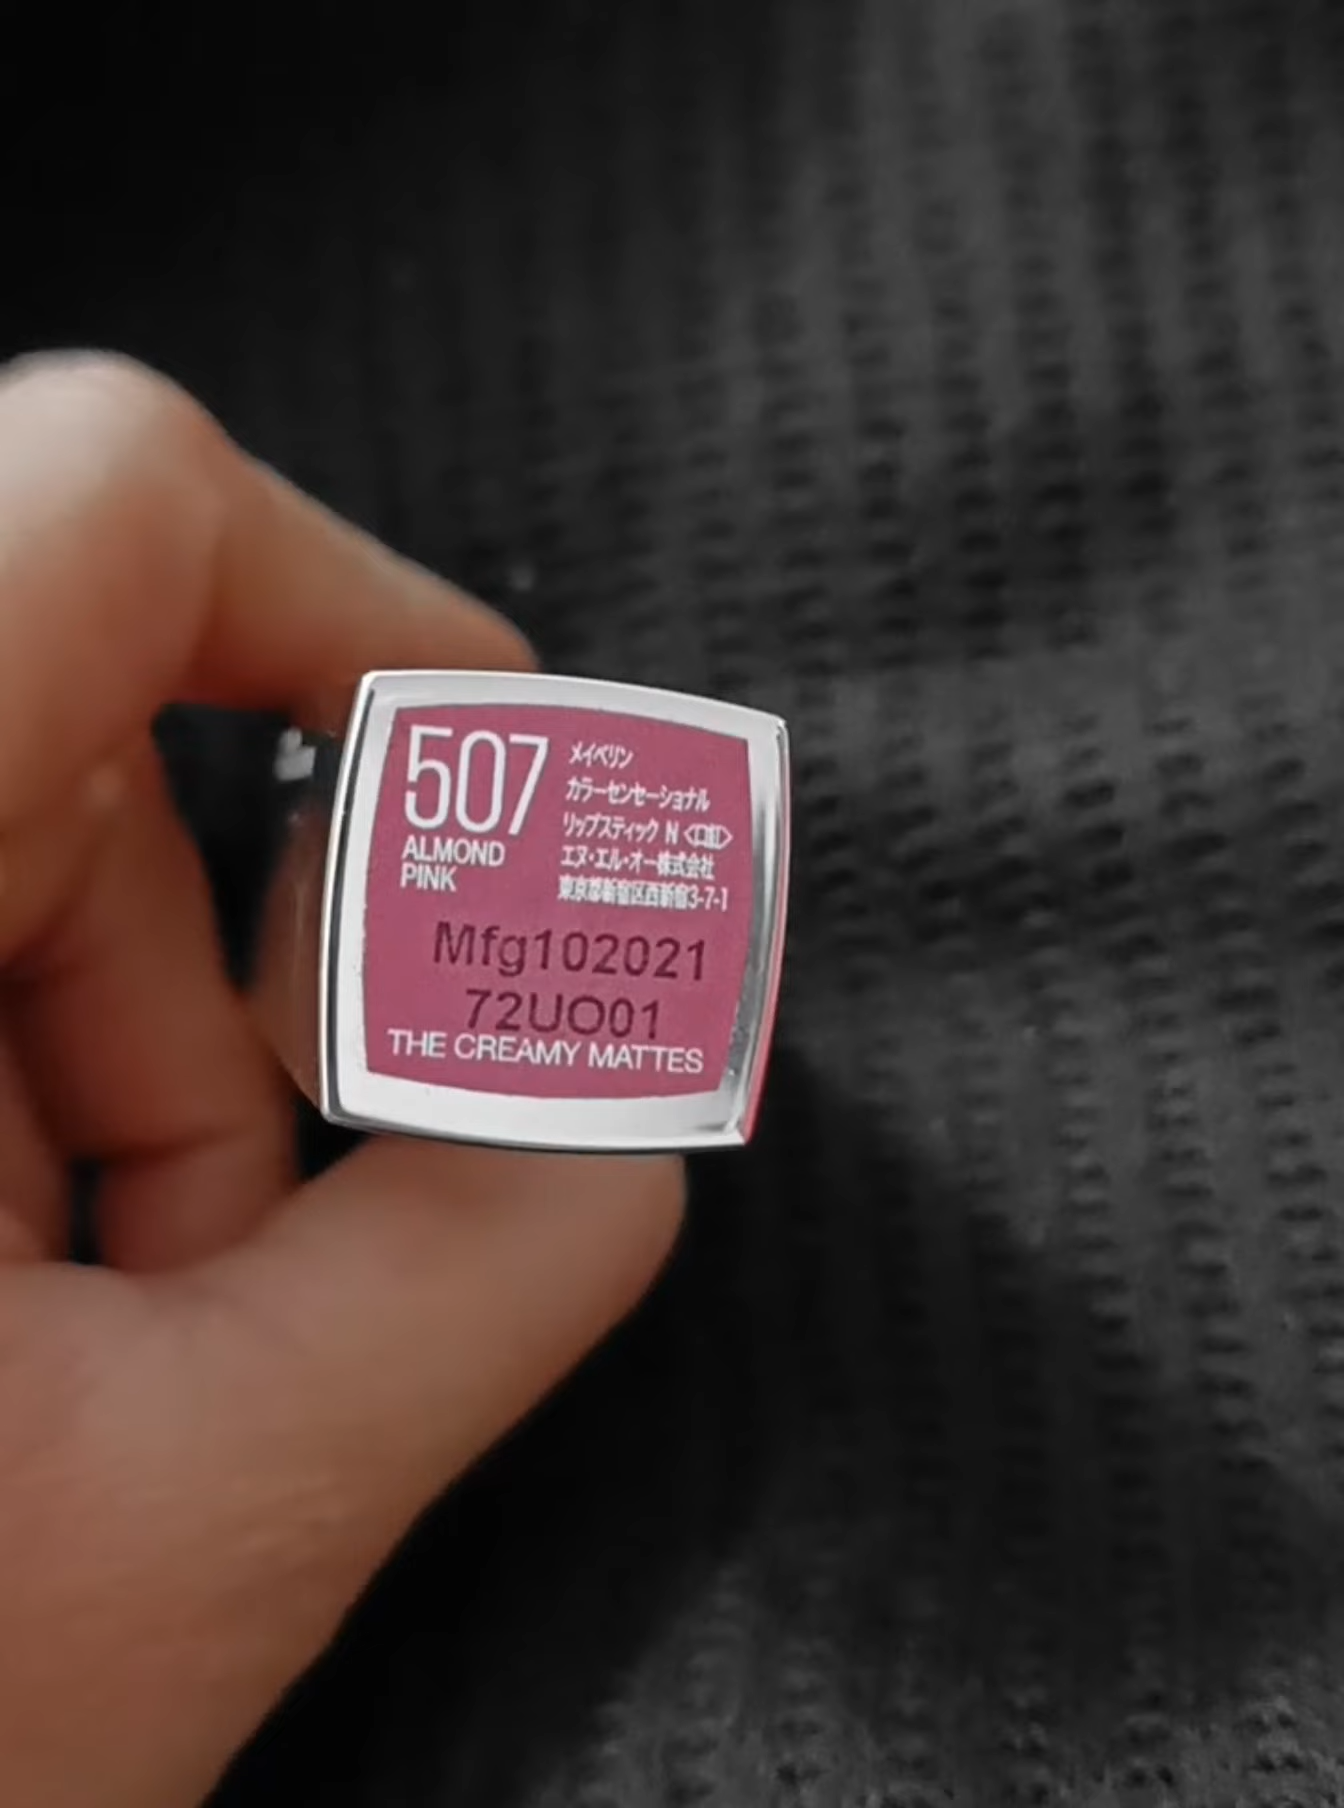 507
ALMOND
PINK
メイベリン
カラーセンセーショナル
リップスティック N <口紅>
エヌ・エル・オー株式会社
東京都新宿区西新宿3-7-1
Mfg102021
72UO01
THE CREAMY MATTES